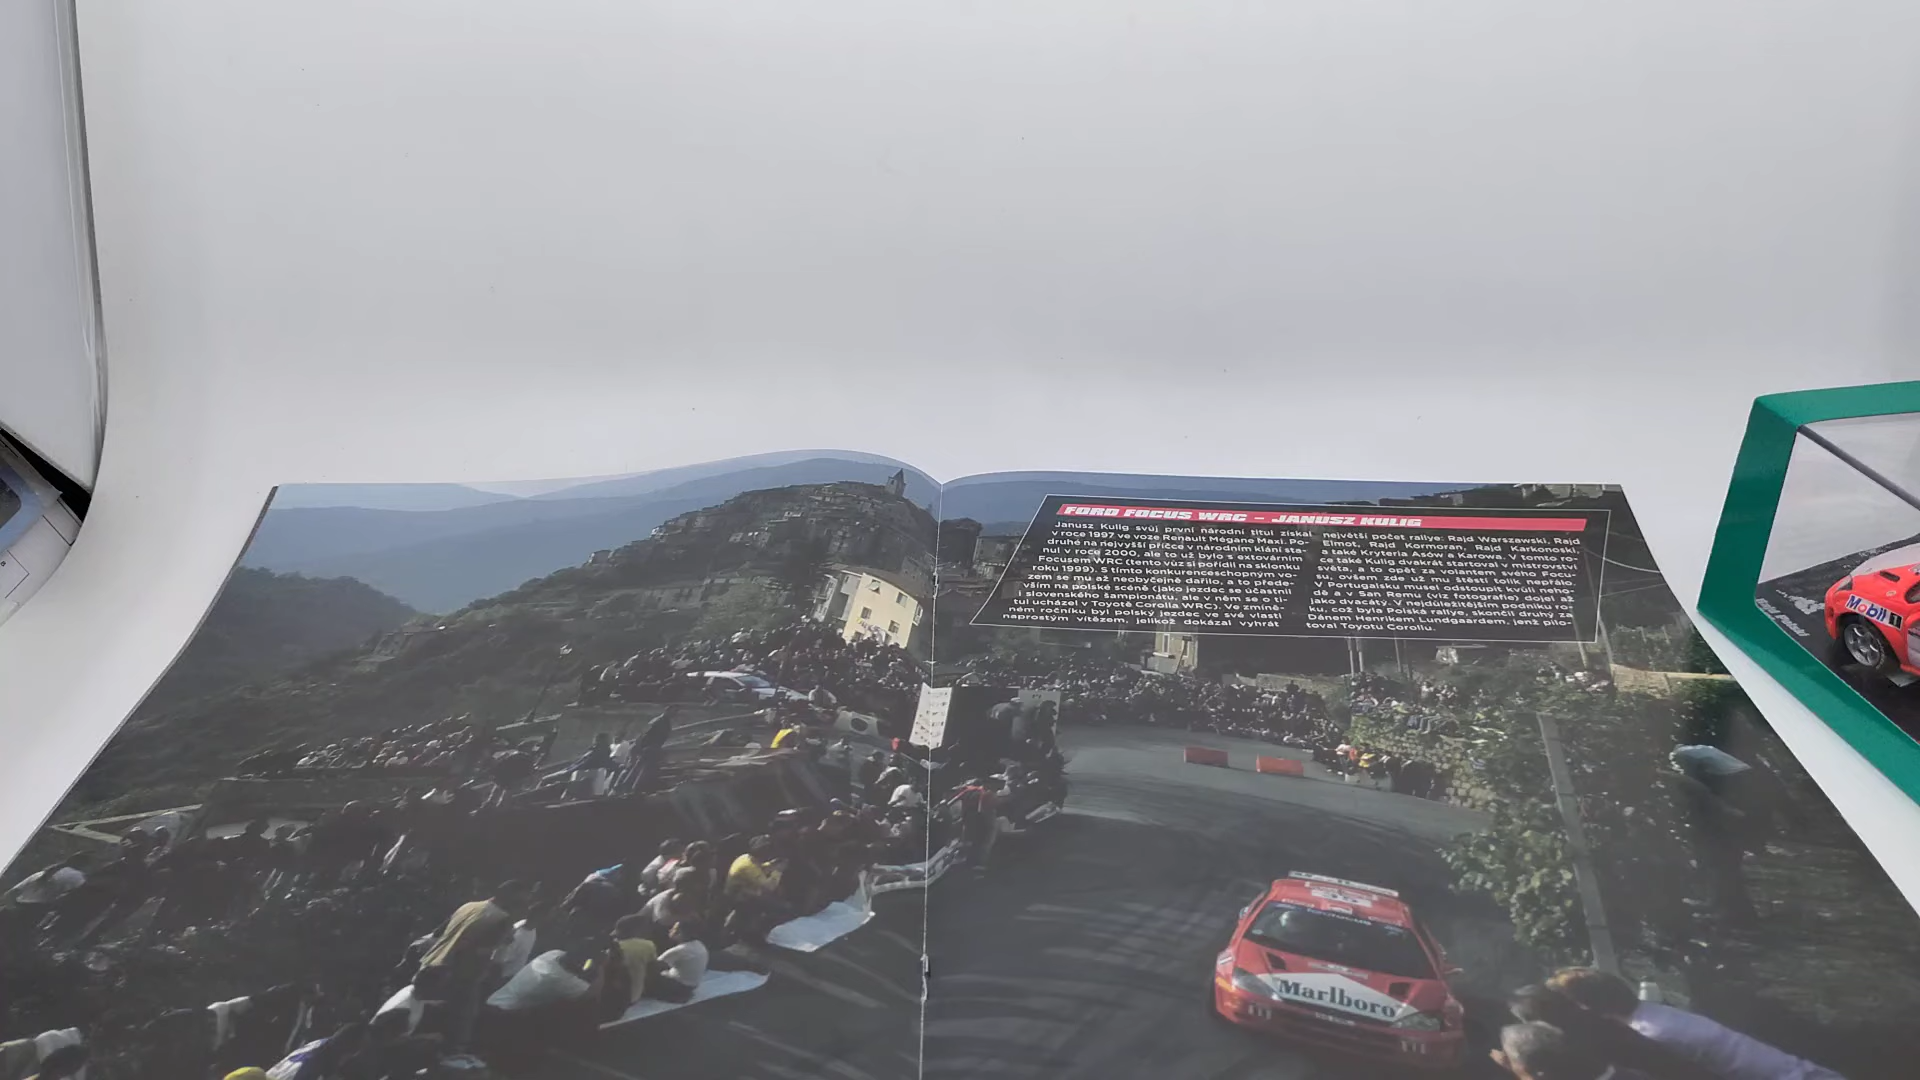 FORD FOCUS WRC – JANUSZ KULIG
Janusz Kulig svůj první národní titul získal
v roce 1997 ve voze Renault Mégane Maxi. Po-
druhé na nejvyšší příčce v národním klání sta-
nul v roce 2000, ale to už bylo s extovárním
Focusem WRC (tento vůz si pořídil na sklonku
roku 1999). S tímto konkurenceschopným vo-
zem se mu až neobyčejně dařilo, a to přede-
vším na polské scéně (jako jezdec se účastnil
i slovenského šampionátu, ale v něm se o ti-
tul ucházel v Toyotě Corolla WRC). Ve zmíně-
ném ročníku byl polský jezdec ve své vlasti
naprostým vítězem, jelikož dokázal vyhrát
největší počet rallye: Rajd Warszawski, Rajd
Elmot, Rajd Kormoran, Rajd Karkonoski,
a také Kryteria Asów a Karowa. V tomto ro-
ce také Kulig dvakrát startoval v mistrovství
světa, a to opět za volantem svého Focu-
su, ovšem zde už mu štěstí tolik nepřálo.
V Portugalsku musel odstoupit kvůli neho-
dě a v San Remu (viz fotografie) dojel až
jako dvacátý. V nejdůležitějším podniku ro-
ku, což byla Polská rallye, skončil druhý za
Dánem Henrikem Lundgaardem, jenž pilo-
toval Toyotu Corollu.
Mobil 1
Marlboro